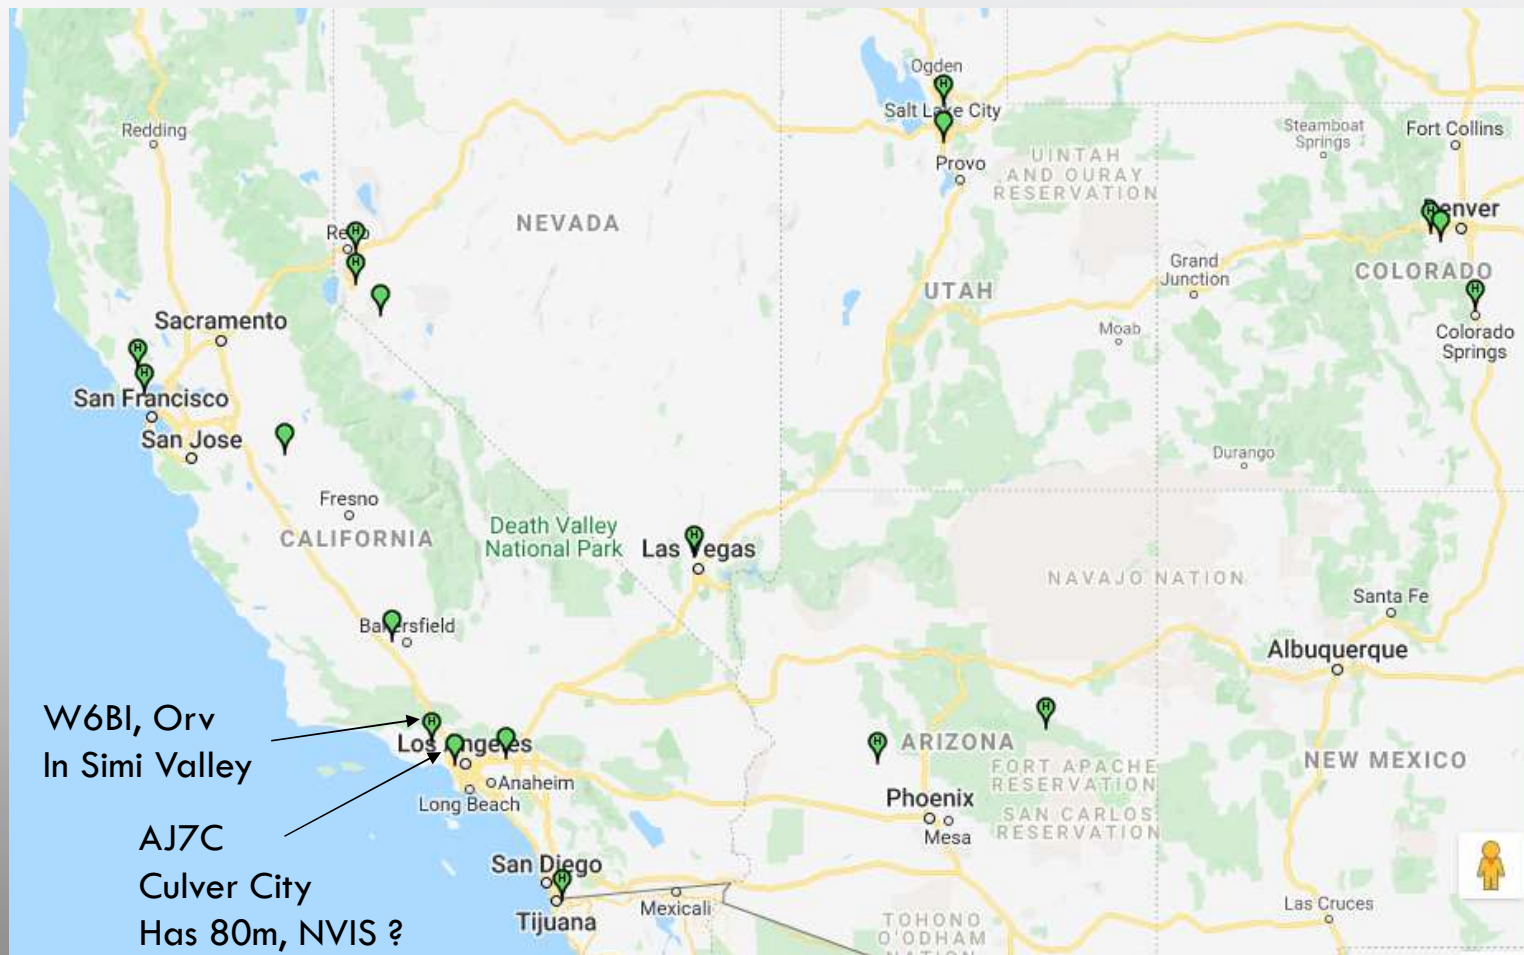 Ogden
H
Salt Lake City
Provo
Redding
Steamboat
Springs
Fort Collins
UINTAH
AND OURAY
RESERVATION
NEVADA
H
Reno
H
H
Denver
Grand
Junction
COLORADO
UTAH
H
Colorado
Springs
Moab
Sacramento
H
H
San Francisco
San Jose
Fresno
CALIFORNIA
Death Valley
National Park
H
Las Vegas
Durango
NAVAJO NATION
Santa Fe
Albuquerque
Bakersfield
W6BI, Orv
In Simi Valley
H
Los Angeles
Anaheim
Long Beach
H
H
ARIZONA
FORT APACHE
RESERVATION
NEW MEXICO
Phoenix
Mesa
SAN CARLOS
RESERVATION
AJ7C
Culver City
Has 80m, NVIS ?
San Diego
H
Tijuana
Mexicali
Las Cruces
TOHONO
O'ODHAM
NATION